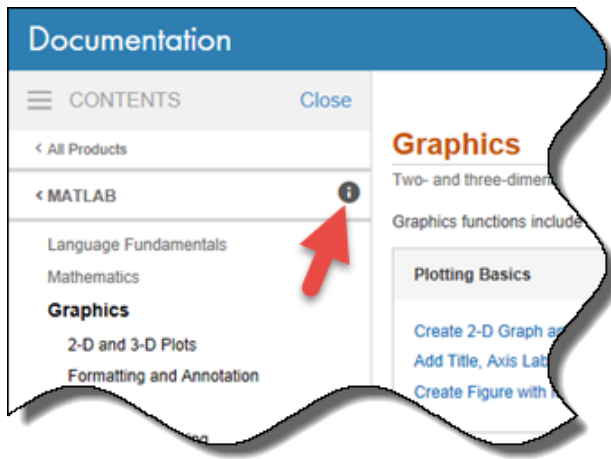 Documentation
CONTENTS Close
< All Products
< MATLAB
Language Fundamentals
Mathematics
Graphics
2-D and 3-D Plots
Formatting and Annotation
Graphics
Two- and three-dimen
Graphics functions include
Plotting Basics
Create 2-D Graph a
Add Title, Axis Lab
Create Figure with